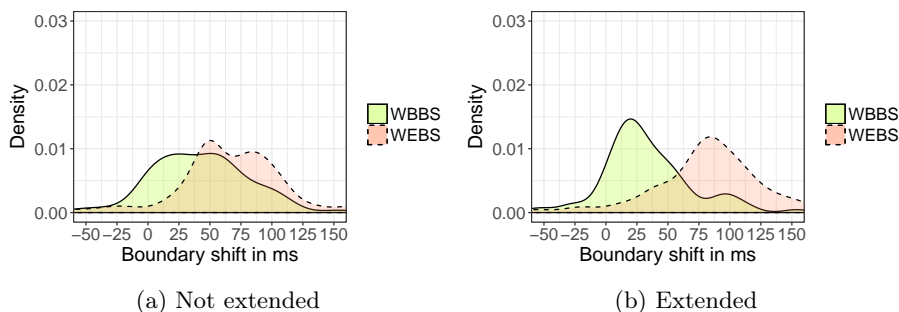 0.03
0.02
0.01
0.00
Density
−50 −25 0 25 50 75 100 125 150
Boundary shift in ms
WBBS
WEBS
(a) Not extended
0.03
0.02
0.01
0.00
Density
−50 −25 0 25 50 75 100 125 150
Boundary shift in ms
WBBS
WEBS
(b) Extended